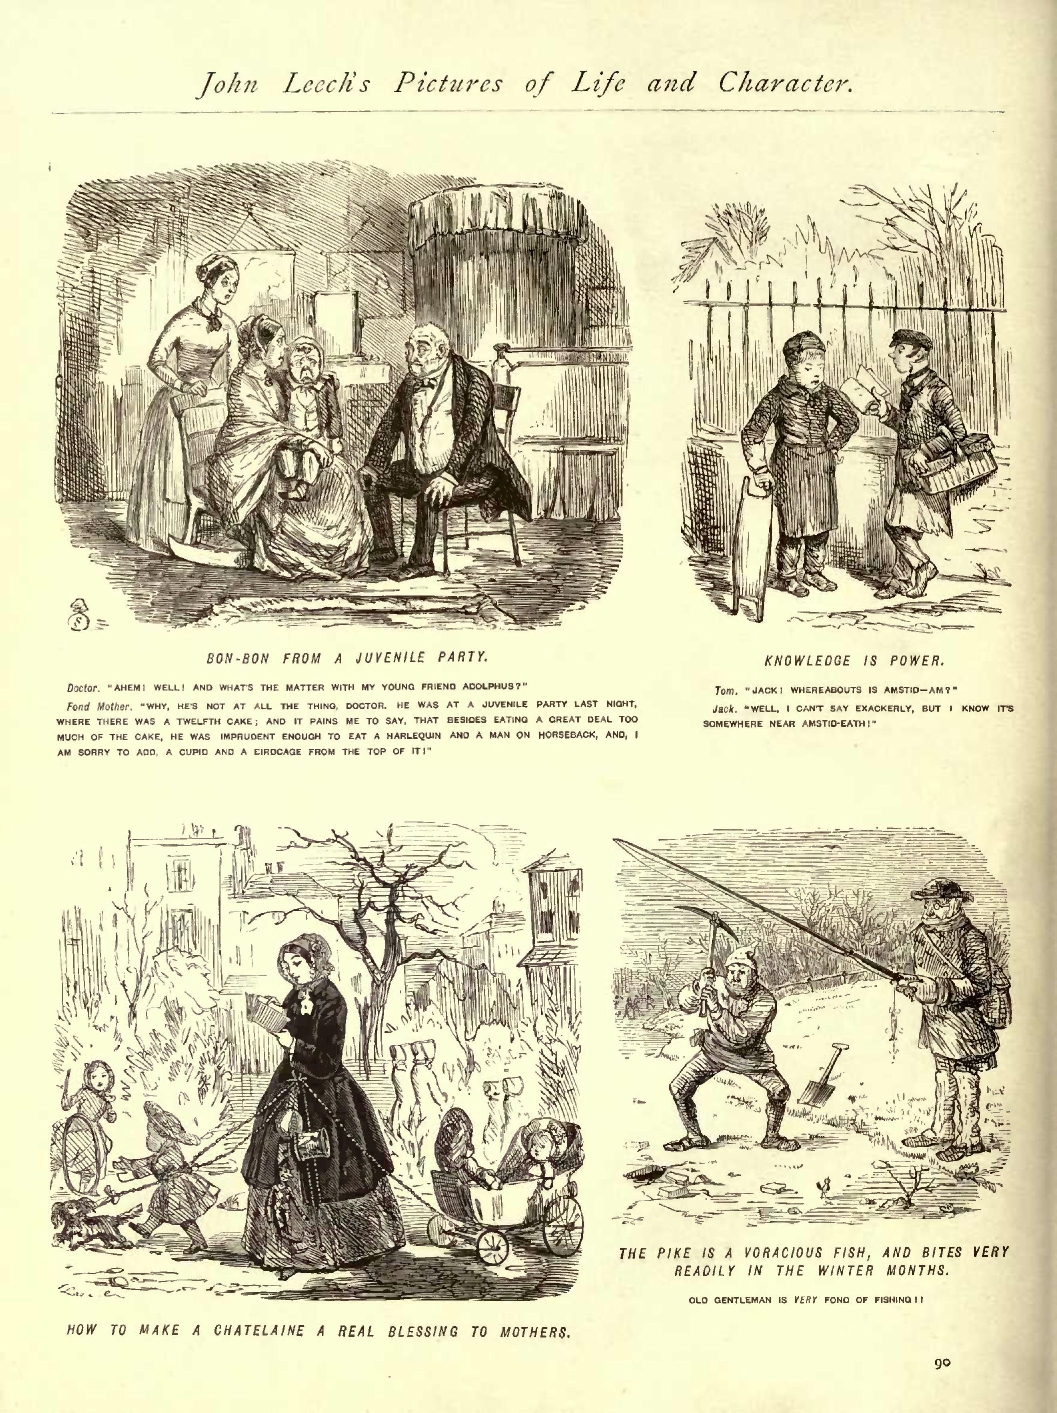 John Leech's Pictures of Life and Character.
BON-BON FROM A JUVENILE PARTY.
Doctor. "AHEM! WELL! AND WHAT'S THE MATTER WITH MY YOUNG FRIEND ADOLPHUS?"
Fond Mother. "WHY, HE'S NOT AT ALL THE THING, DOCTOR. HE WAS AT A JUVENILE PARTY LAST NIGHT,
WHERE THERE WAS A TWELFTH CAKE; AND IT PAINS ME TO SAY, THAT BESIDES EATING A GREAT DEAL TOO
MUCH OF THE CAKE, HE WAS IMPRUDENT ENOUGH TO EAT A HARLEQUIN AND A MAN ON HORSEBACK, AND, I
AM SORRY TO ADD, A CUPID AND A BIRDCAGE FROM THE TOP OF IT!"
KNOWLEDGE IS POWER.
Tom. "JACK! WHEREABOUTS IS AMSTID—AM?"
Jack. "WELL, I CAN'T SAY EXACKERLY, BUT I KNOW IT'S
SOMEWHERE NEAR AMSTID-EATH!"
HOW TO MAKE A CHATELAINE A REAL BLESSING TO MOTHERS.
THE PIKE IS A VORACIOUS FISH, AND BITES VERY
READILY IN THE WINTER MONTHS.
OLD GENTLEMAN IS VERY FOND OF FISHING!!
90